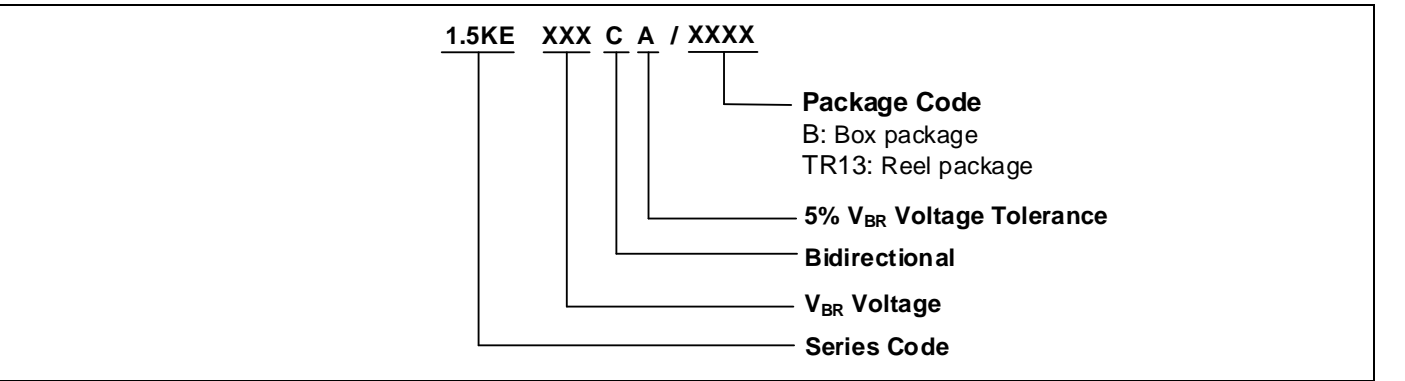 1.5KE XXX C A / XXXX
Package Code
B: Box package
TR13: Reel package
5% VBR Voltage Tolerance
Bidirectional
VBR Voltage
Series Code